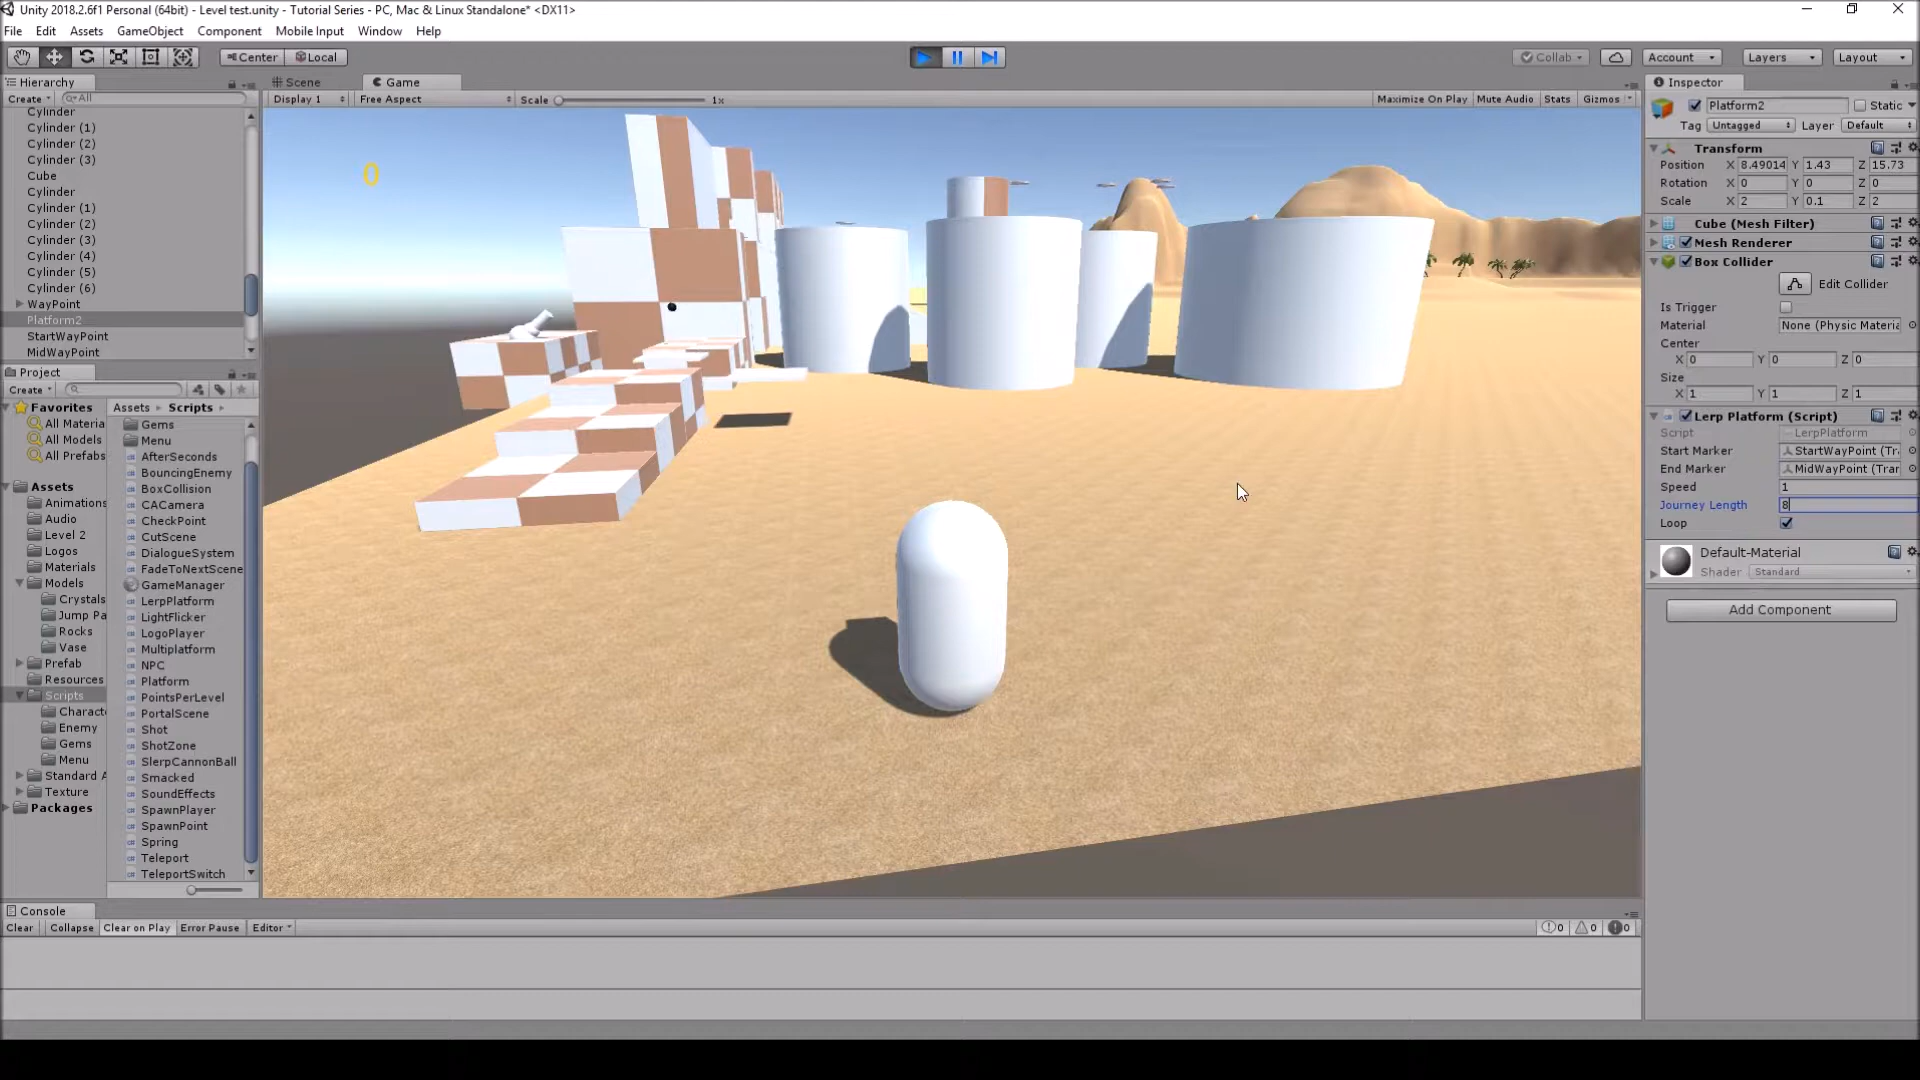 Unity 2018.2.6f1 Personal (64bit) - Level test.unity - Tutorial Series - PC, Mac & Linux Standalone* <DX11>
File Edit Assets GameObject Component Mobile Input Window Help
Center Local Collab Account Layers Layout
Hierarchy
Create All
Cylinder
Cylinder (1)
Cylinder (2)
Cylinder (3)
Cube
Cylinder
Cylinder (1)
Cylinder (2)
Cylinder (3)
Cylinder (4)
Cylinder (5)
Cylinder (6)
WayPoint
Platform2
StartWayPoint
MidWayPoint
Project
Create
Favorites
All Materia
All Models
All Prefabs
Assets
Animations
Audio
Level 2
Logos
Materials
Models
Crystals
Jump Pa
Rocks
Vase
Prefab
Resources
Scripts
Charact
Enemy
Gems
Menu
Standard A
Texture
Packages
Assets Scripts
Gems
Menu
AfterSeconds
BouncingEnemy
BoxCollision
CACamera
CheckPoint
CutScene
DialogueSystem
FadeToNextScene
GameManager
LerpPlatform
LightFlicker
LogoPlayer
Multiplatform
NPC
Platform
PointsPerLevel
PortalScene
Shot
ShotZone
SlerpCannonBall
Smacked
SoundEffects
SpawnPlayer
SpawnPoint
Spring
Teleport
TeleportSwitch
Scene Game
Display 1 Free Aspect Scale 1x Maximize On Play Mute Audio Stats Gizmos
0
Console
Clear Collapse Clear on Play Error Pause Editor 0 0 0
Inspector
Platform2 Static
Tag Untagged Layer Default
Transform
Position X 8.49014 Y 1.43 Z 15.73
Rotation X 0 Y 0 Z 0
Scale X 2 Y 0.1 Z 2
Cube (Mesh Filter)
Mesh Renderer
Box Collider
Edit Collider
Is Trigger
Material None (Physic Materia
Center
X 0 Y 0 Z 0
Size
X 1 Y 1 Z 1
Lerp Platform (Script)
Script LerpPlatform
Start Marker StartWayPoint (Tr
End Marker MidWayPoint (Trar
Speed 1
Journey Length 8
Loop
Default-Material
Shader Standard
Add Component